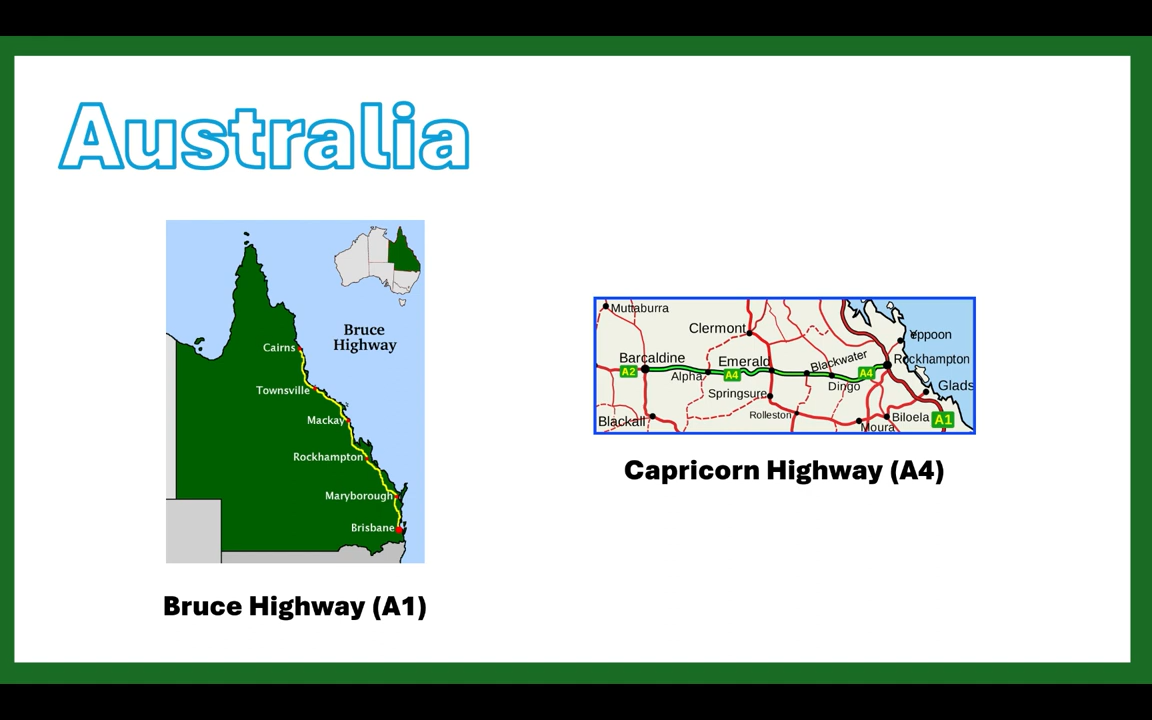 Australia
Bruce
Highway
Cairns
Townsville
Mackay
Rockhampton
Maryborough
Brisbane
Bruce Highway (A1)
Muttaburra
Clermont
Yeppoon
Barcaldine
Emerald
Blackwater
Rockhampton
A2
Alpha
A4
A4
Dingo
Glads
Springsure
Blackall
Rolleston
Biloela
A1
Moura
Capricorn Highway (A4)